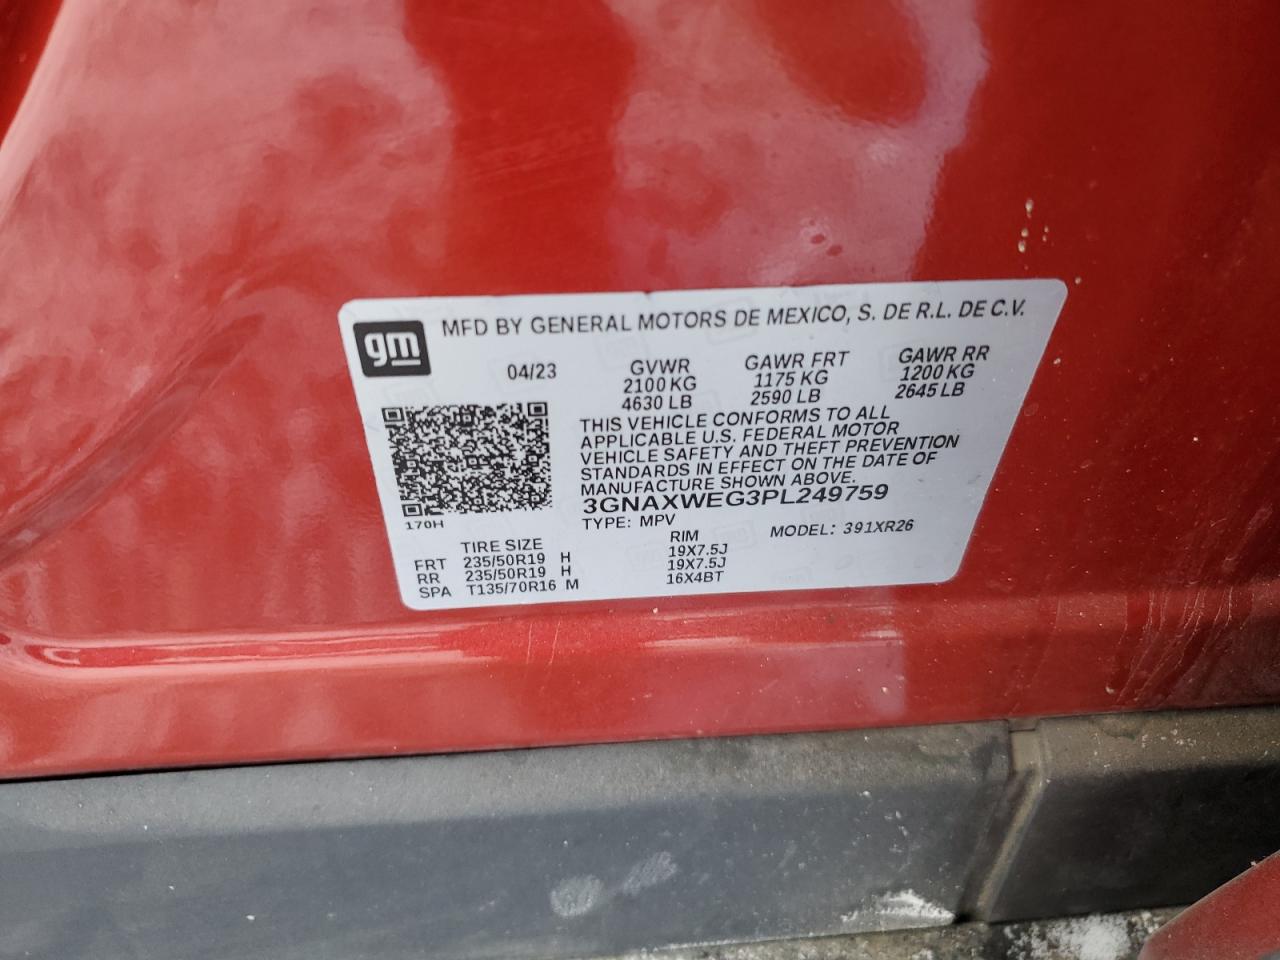 gm
MFD BY GENERAL MOTORS DE MEXICO, S. DE R.L. DE C.V.
04/23 GVWR GAWR FRT GAWR RR
2100 KG 1175 KG 1200 KG
4630 LB 2590 LB 2645 LB
THIS VEHICLE CONFORMS TO ALL
APPLICABLE U.S. FEDERAL MOTOR
VEHICLE SAFETY AND THEFT PREVENTION
STANDARDS IN EFFECT ON THE DATE OF
MANUFACTURE SHOWN ABOVE.
3GNAXWEG3PL249759
170H
TYPE: MPV MODEL: 391XR26
TIRE SIZE RIM
FRT 235/50R19 H 19X7.5J
RR 235/50R19 H 19X7.5J
SPA T135/70R16 M 16X4BT